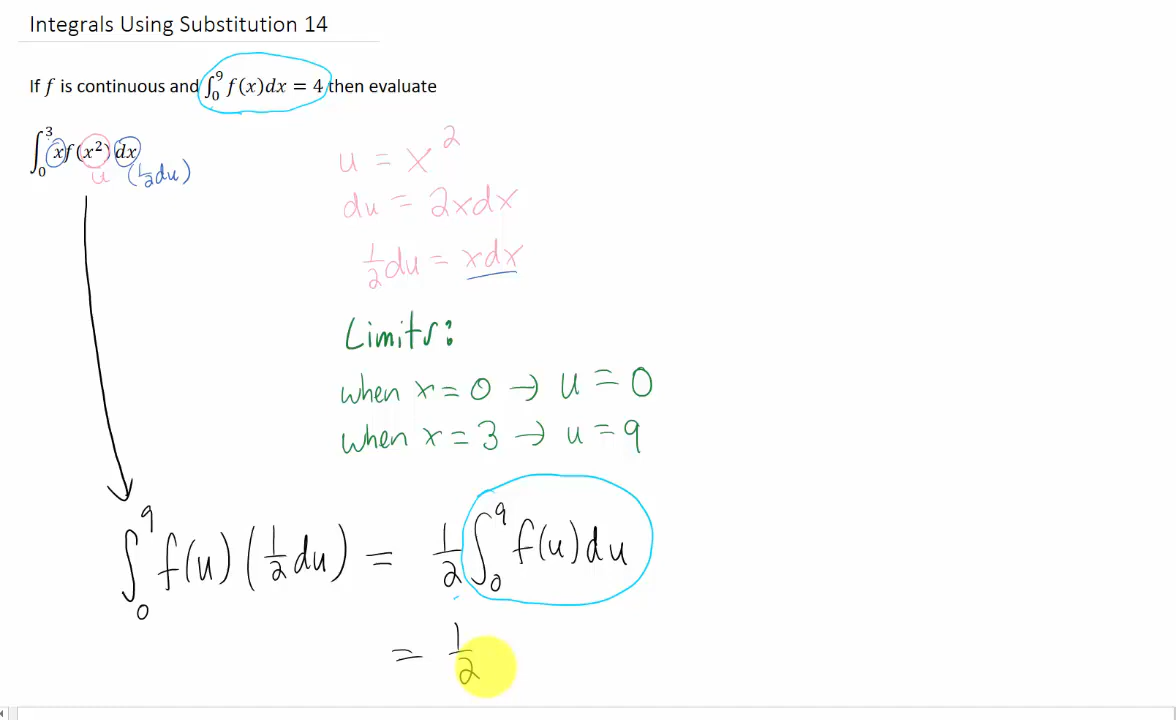 Integrals Using Substitution 14
If f is continuous and ∫₀⁹ f(x)dx = 4 then evaluate
∫₀³ xf(x²) dx
u (½du)
u = x²
du = 2xdx
½du = xdx
Limits:
when x = 0 → u = 0
when x = 3 → u = 9
∫₀⁹ f(u) (½ du) = ½ ∫₀⁹ f(u) du
= ½